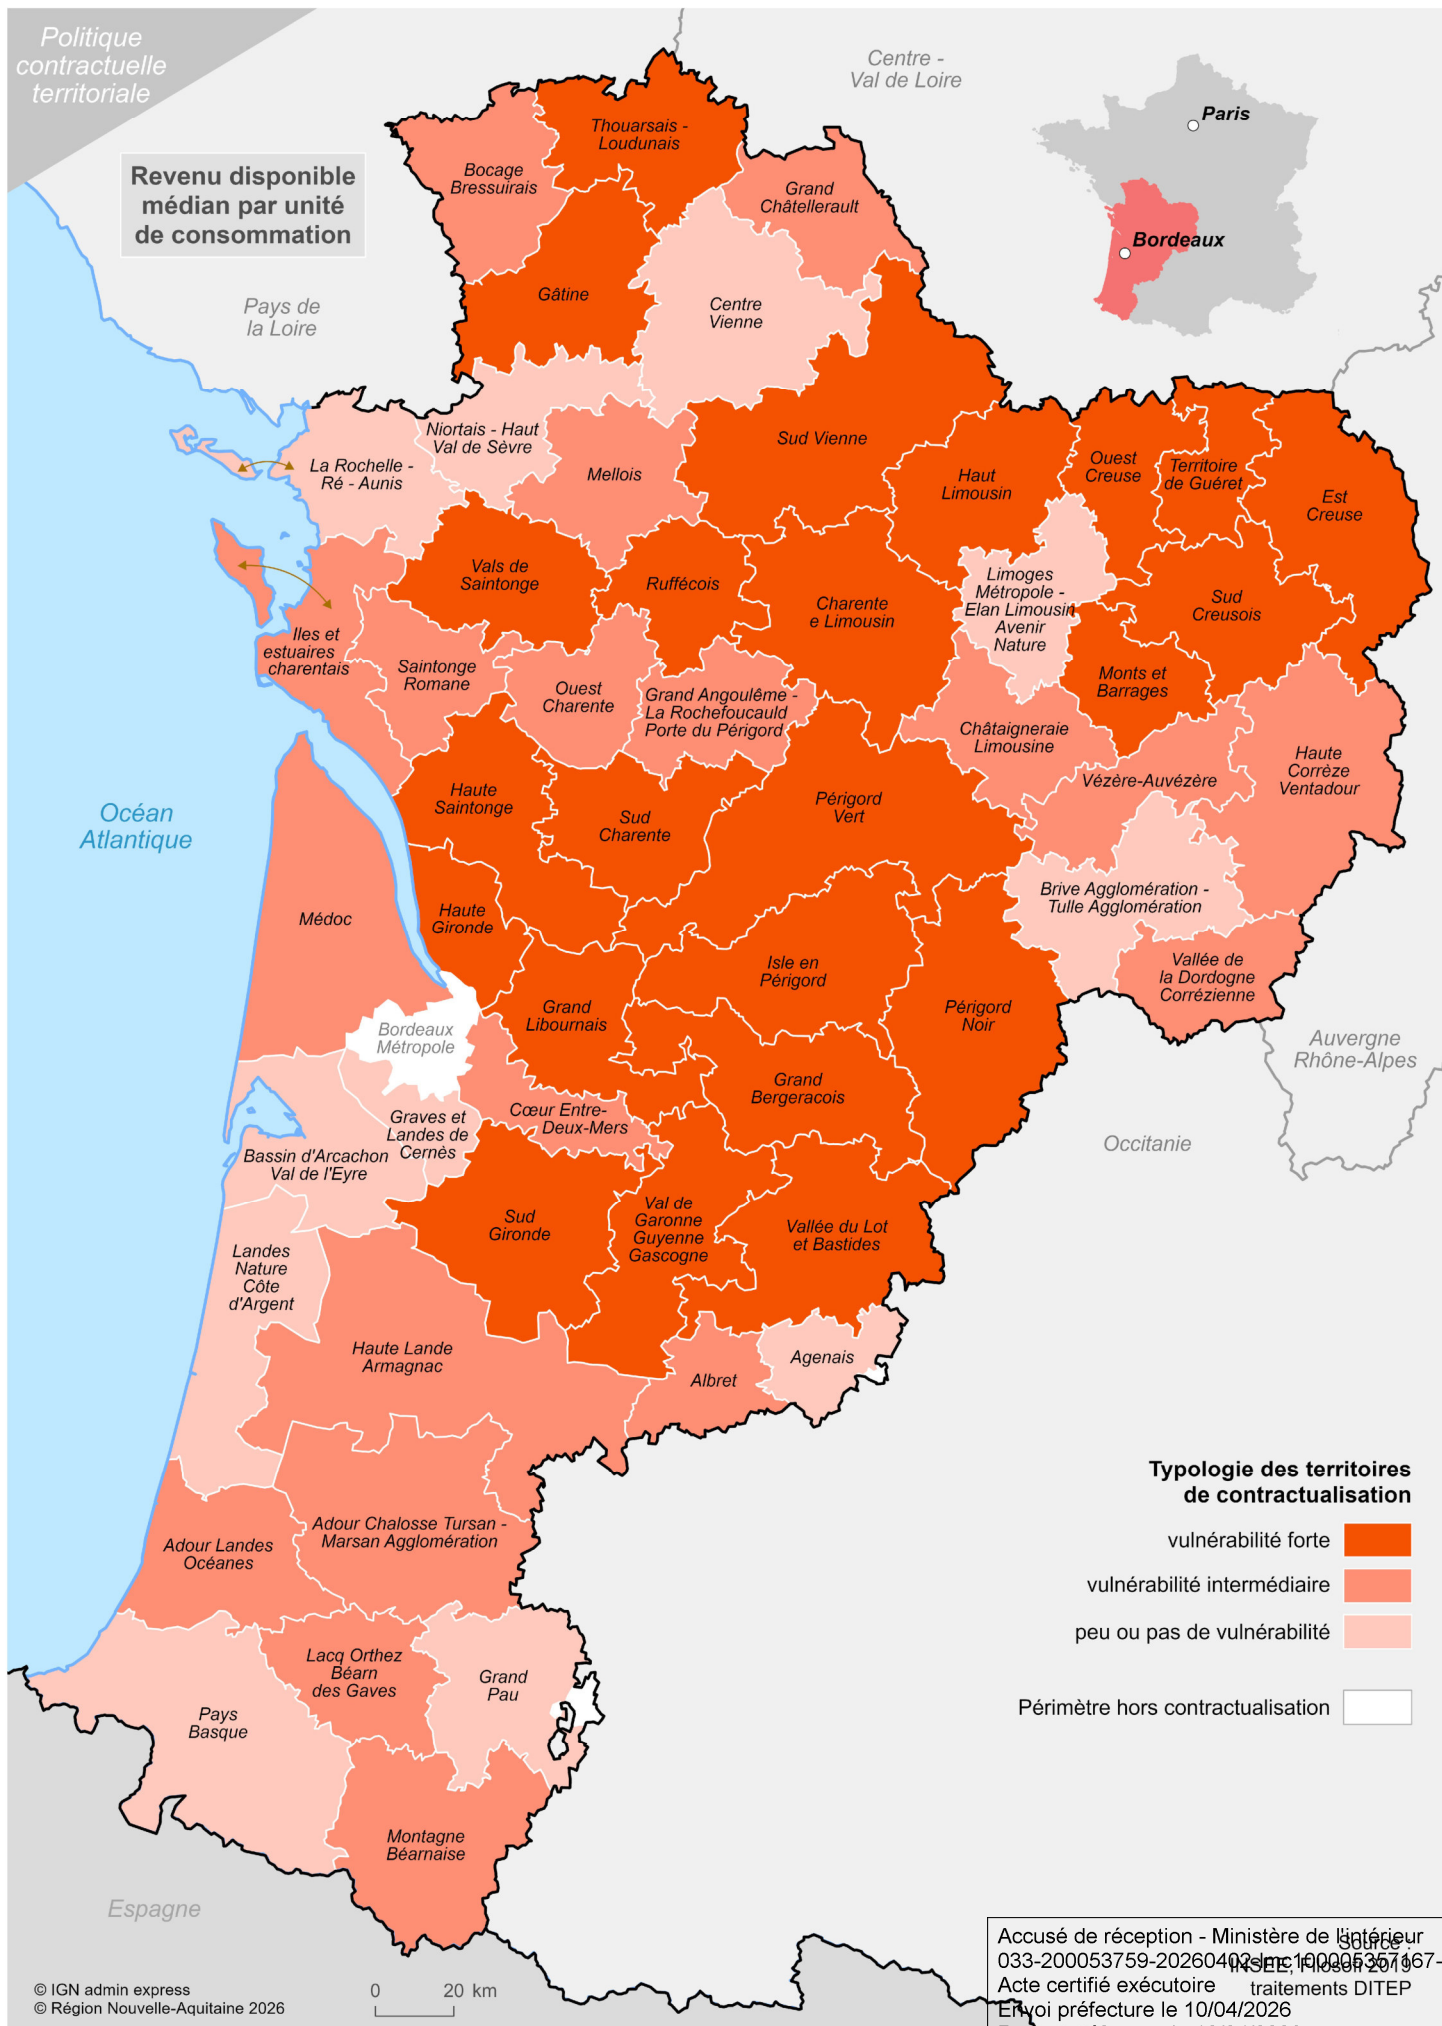 Politique
contractuelle
territoriale
Revenu disponible
médian par unité
de consommation
Centre -
Val de Loire
Paris
Bordeaux
Pays de
la Loire
Thouarsais -
Loudunais
Bocage
Bressuirais
Grand
Châtellerault
Gâtine
Centre
Vienne
Niortais - Haut
Val de Sèvre
La Rochelle -
Ré - Aunis
Mellois
Sud Vienne
Haut
Limousin
Ouest
Creuse
Territoire
de Guéret
Est
Creuse
Vals de
Saintonge
Ruffécois
Charente
e Limousin
Limoges
Métropole -
Elan Limousin
Avenir
Nature
Sud
Creusois
Iles et
estuaires
charentais
Saintonge
Romane
Ouest
Charente
Grand Angoulême -
La Rochefoucauld
Porte du Périgord
Monts et
Barrages
Châtaigneraie
Limousine
Vézère-Auvézère
Haute
Corrèze
Ventadour
Océan
Atlantique
Haute
Saintonge
Sud
Charente
Périgord
Vert
Brive Agglomération -
Tulle Agglomération
Médoc
Haute
Gironde
Isle en
Périgord
Vallée de
la Dordogne
Corrézienne
Grand
Libournais
Périgord
Noir
Bordeaux
Métropole
Auvergne
Rhône-Alpes
Grand
Bergeracois
Graves et
Landes de
Cernès
Cœur Entre-
Deux-Mers
Occitanie
Bassin d'Arcachon
Val de l'Eyre
Sud
Gironde
Val de
Garonne
Guyenne
Gascogne
Vallée du Lot
et Bastides
Landes
Nature
Côte
d'Argent
Haute Lande
Armagnac
Albret
Agenais
Typologie des territoires
de contractualisation
vulnérabilité forte
vulnérabilité intermédiaire
peu ou pas de vulnérabilité
Périmètre hors contractualisation
Adour Landes
Océanes
Adour Chalosse Tursan -
Marsan Agglomération
Lacq Orthez
Béarn
des Gaves
Grand
Pau
Pays
Basque
Montagne
Béarnaise
Espagne
© IGN admin express
© Région Nouvelle-Aquitaine 2026
0 20 km
Source :
INSEE, Filosofi 2019
traitements DITEP
Accusé de réception - Ministère de l'intérieur
033-200053759-20260402-lmc100005357167-
Acte certifié exécutoire
Envoi préfecture le 10/04/2026